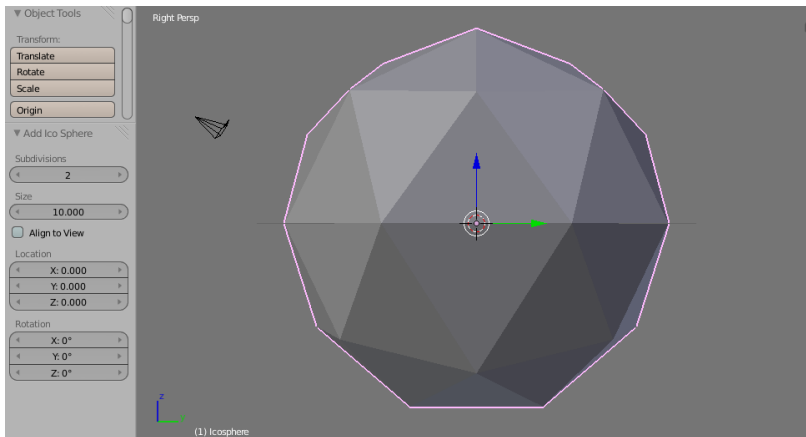 Object Tools
Transform:
Translate
Rotate
Scale
Origin
Add Ico Sphere
Subdivisions
2
Size
10.000
Align to View
Location
X: 0.000
Y: 0.000
Z: 0.000
Rotation
X: 0°
Y: 0°
Z: 0°
Right Persp
z
(1) Icosphere